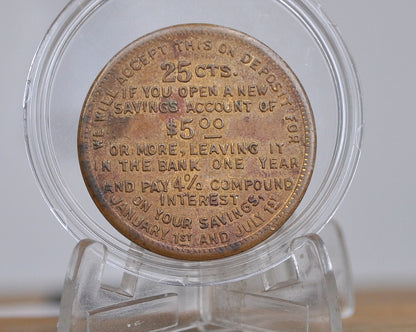 WE WILL ACCEPT THIS ON DEPOSIT FOR
25 CTS.
IF YOU OPEN A NEW
SAVINGS ACCOUNT OF
$5.00
OR MORE, LEAVING IT
IN THE BANK ONE YEAR
AND PAY 4% COMPOUND
INTEREST
ON YOUR SAVINGS,
JANUARY 1ST AND JULY 1ST